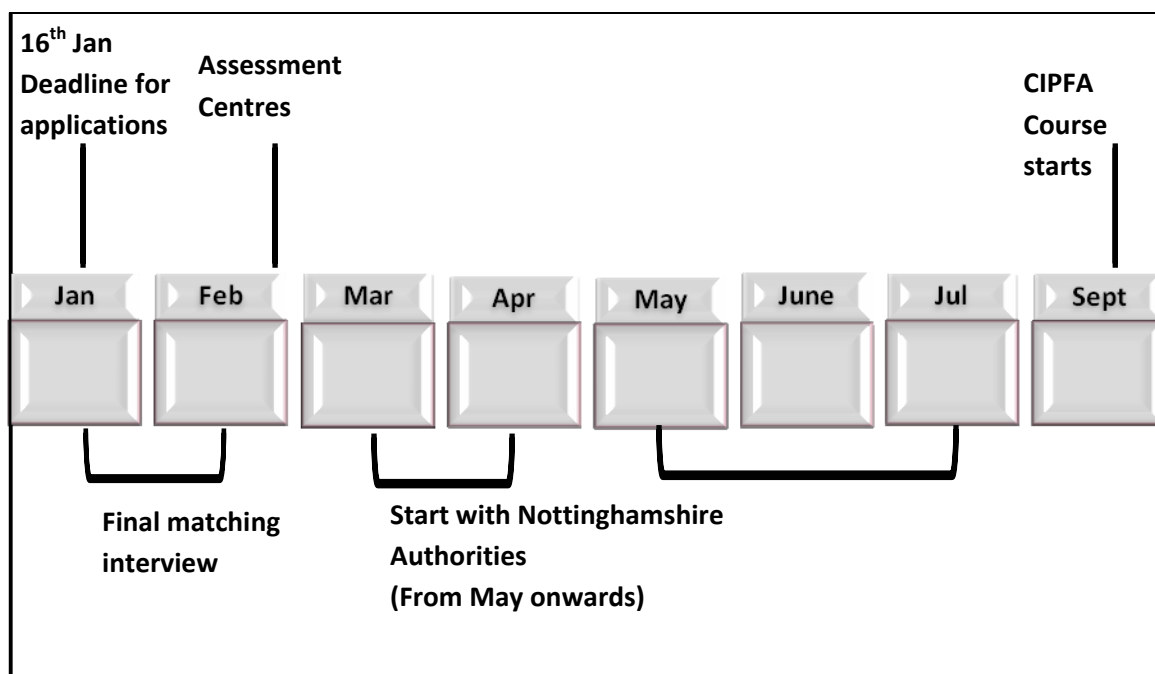 16th Jan
Deadline for
applications
Assessment
Centres
CIPFA
Course
starts
Jan
Feb
Mar
Apr
May
June
Jul
Sept
Final matching
interview
Start with Nottinghamshire
Authorities
(From May onwards)